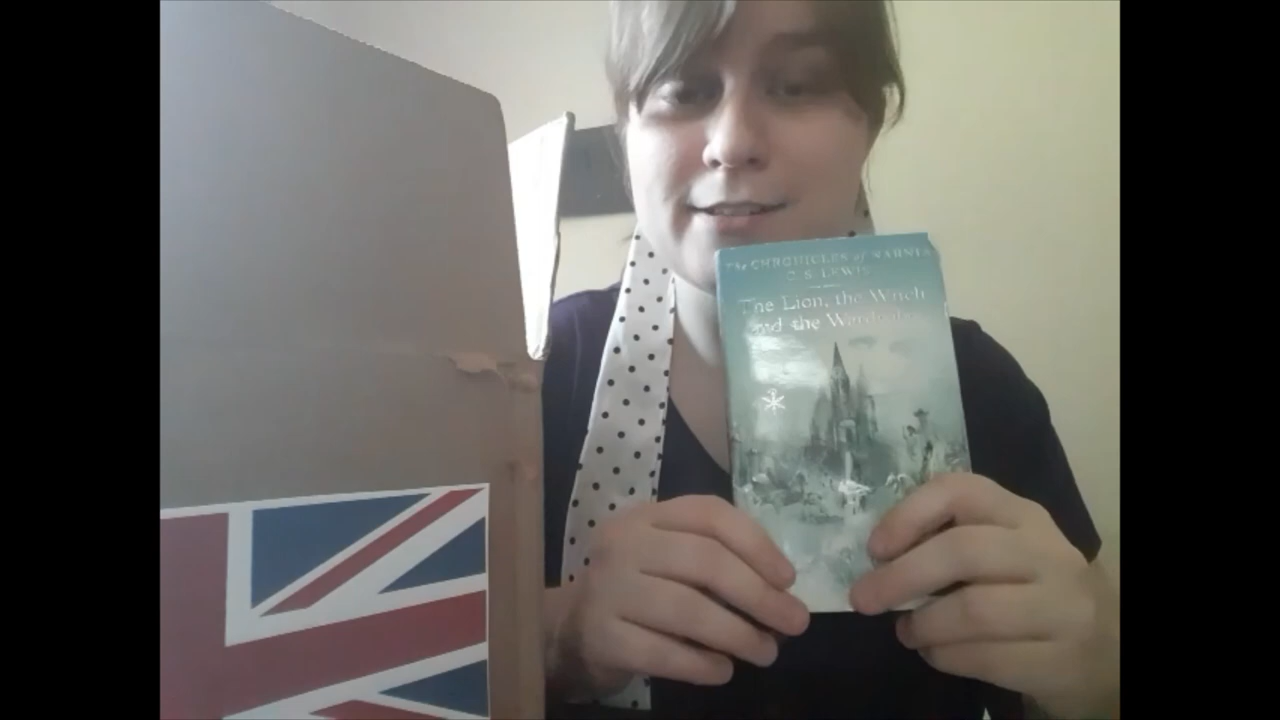 The CHRONICLES of NARNIA
C. S. LEWIS
The Lion, the Witch
and the Wardrobe